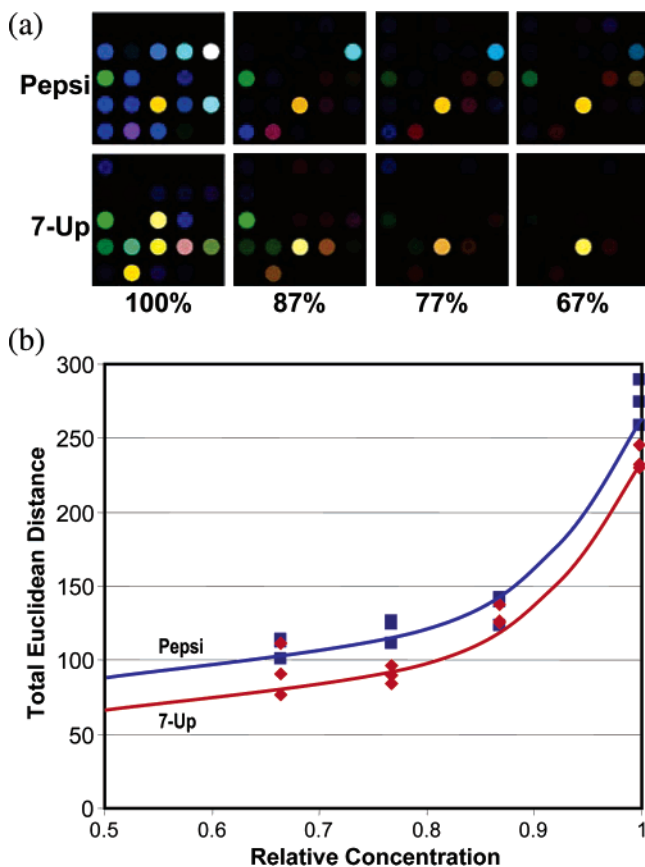 (a)
Pepsi
7-Up
100% 87% 77% 67%
(b)
300
250
200
150
100
50
0
Total Euclidean Distance
Pepsi
7-Up
0.5 0.6 0.7 0.8 0.9 1
Relative Concentration